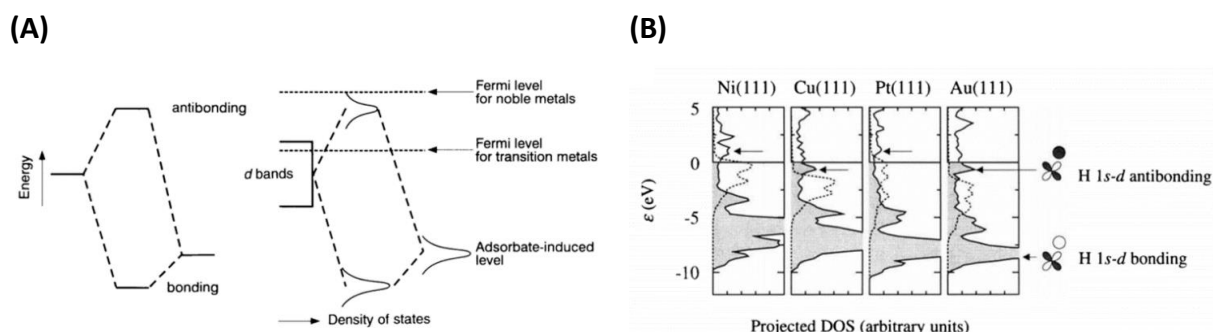 (A)
antibonding
Energy
bonding
d bands
Fermi level
for noble metals
Fermi level
for transition metals
Adsorbate-induced
level
Density of states
(B)
Ni(111) Cu(111) Pt(111) Au(111)
5
0
-5
-10
ε (eV)
H 1s-d antibonding
H 1s-d bonding
Projected DOS (arbitrary units)